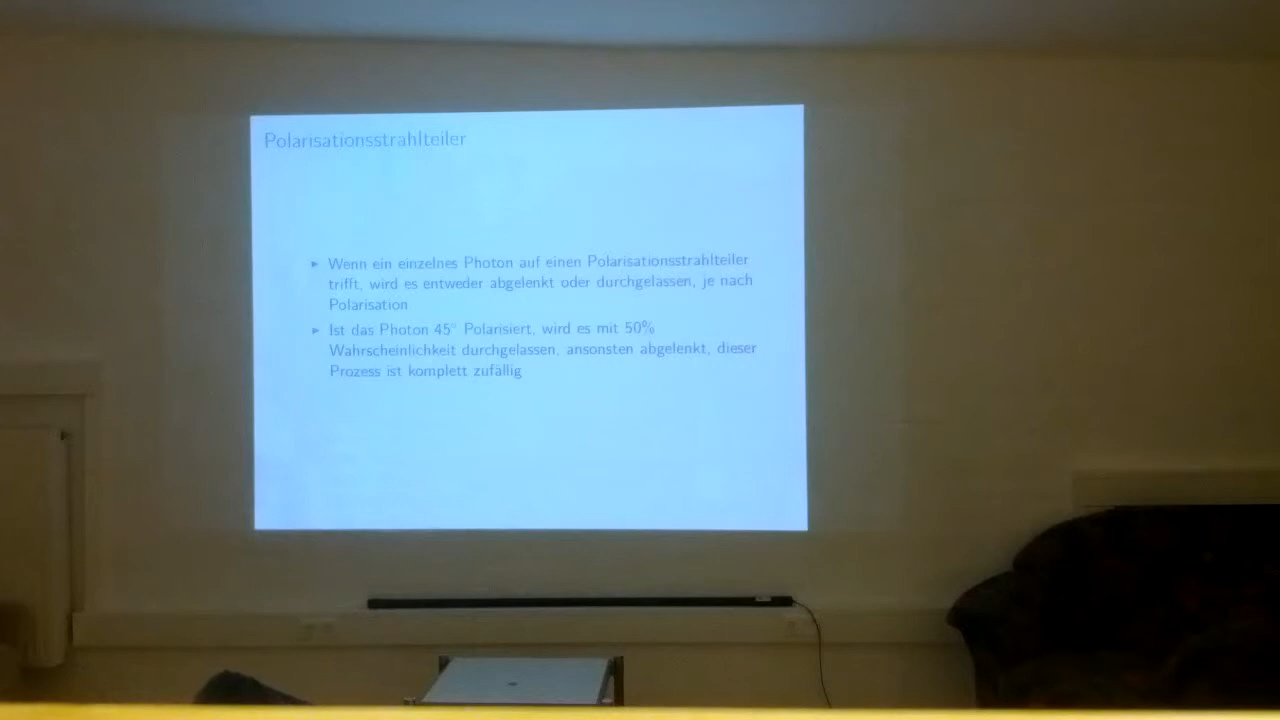 Polarisationsstrahlteiler
▸ Wenn ein einzelnes Photon auf einen Polarisationsstrahlteiler
trifft, wird es entweder abgelenkt oder durchgelassen, je nach
Polarisation
▸ Ist das Photon 45° Polarisiert, wird es mit 50%
Wahrscheinlichkeit durchgelassen, ansonsten abgelenkt, dieser
Prozess ist komplett zufällig